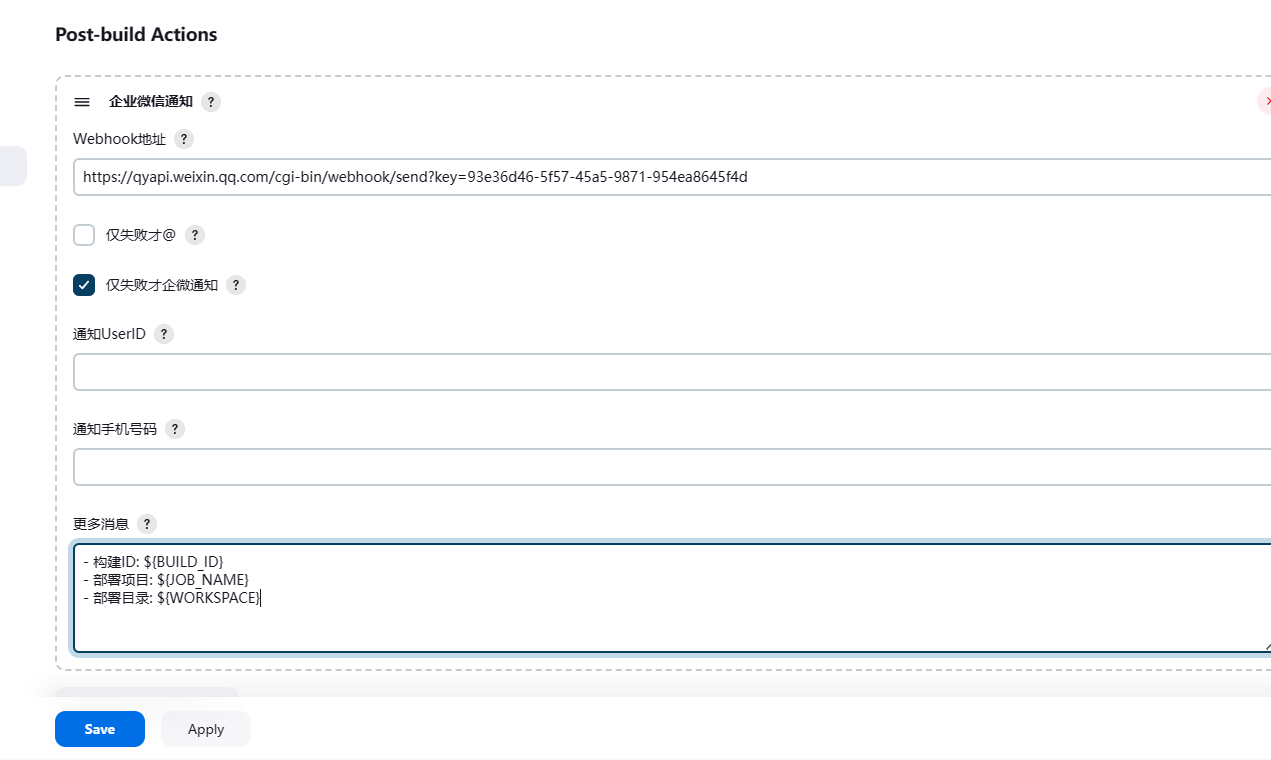 Post-build Actions
企业微信通知 ?
Webhook地址 ?
https://qyapi.weixin.qq.com/cgi-bin/webhook/send?key=93e36d46-5f57-45a5-9871-954ea8645f4d
仅失败才@ ?
仅失败才企微通知 ?
通知UserID ?
通知手机号码 ?
更多消息 ?
- 构建ID: ${BUILD_ID}
- 部署项目: ${JOB_NAME}
- 部署目录: ${WORKSPACE}
Save Apply